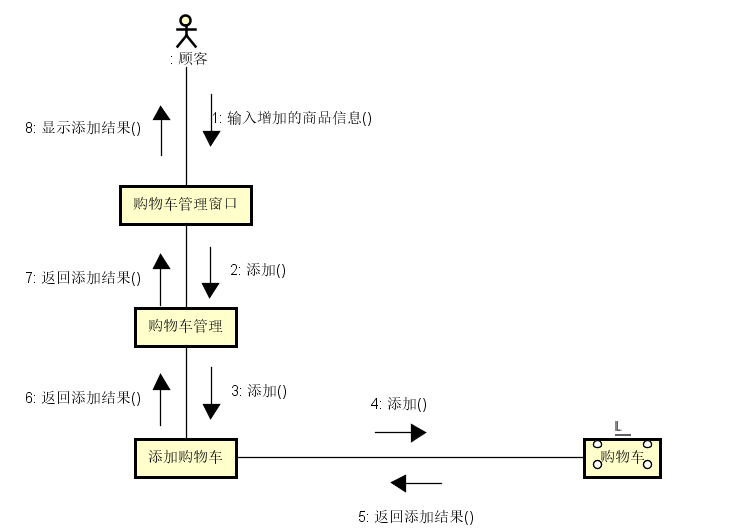 : 顾客
8: 显示添加结果()
1: 输入增加的商品信息()
购物车管理窗口
7: 返回添加结果()
2: 添加()
购物车管理
6: 返回添加结果()
3: 添加()
4: 添加()
添加购物车
购物车
5: 返回添加结果()